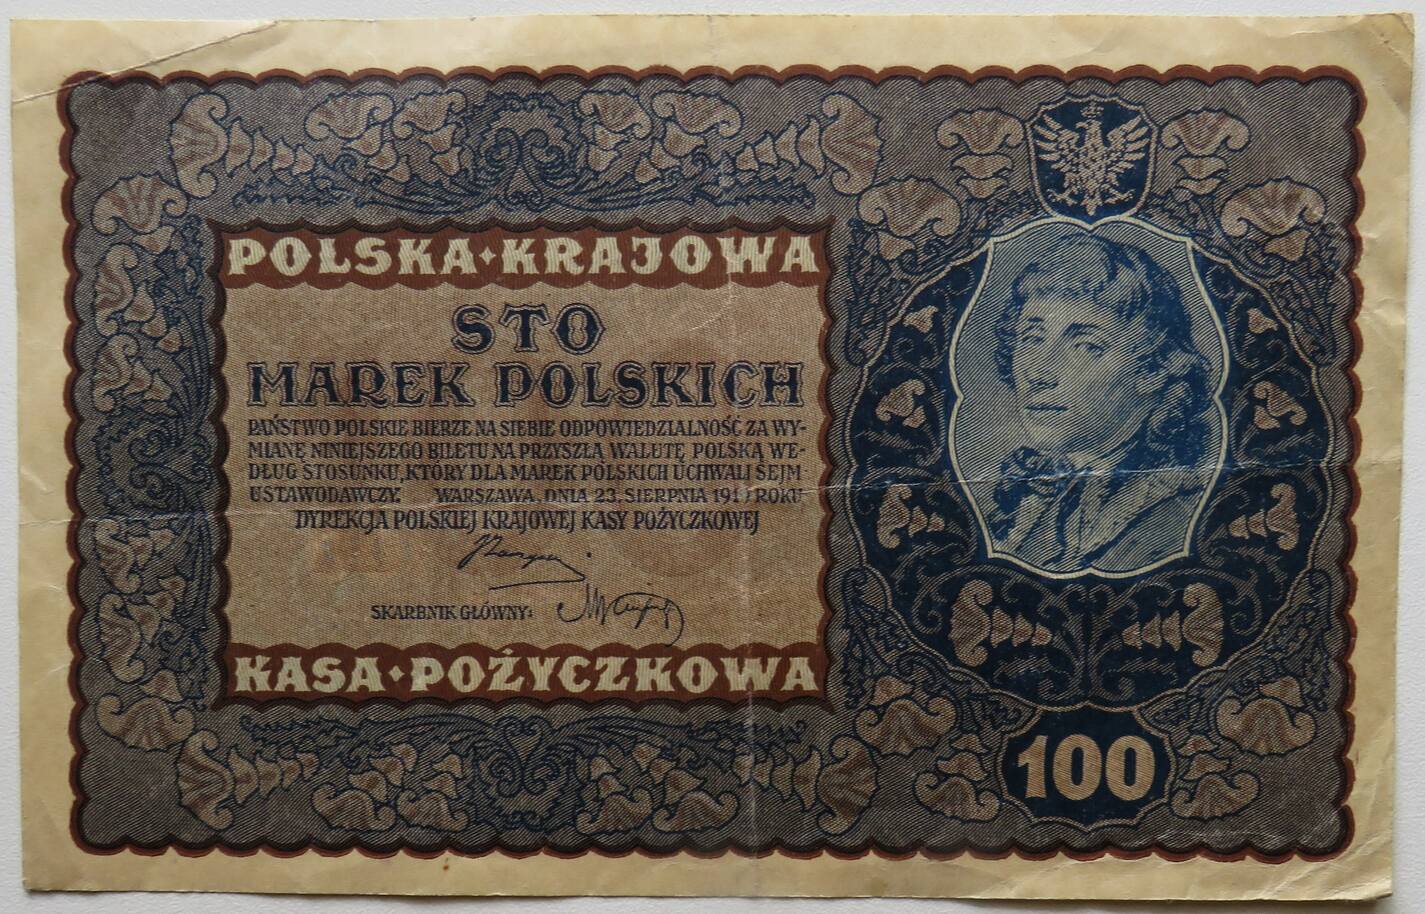 POLSKA·KRAJOWA
STO
MAREK POLSKICH
PAŃSTWO POLSKIE BIERZE NA SIEBIE ODPOWIEDZIALNOŚĆ ZA WY-
MIANĘ NINIEJSZEGO BILETU NA PRZYSZŁĄ WALUTĘ POLSKĄ WE-
DŁUG STOSUNKU, KTÓRY DLA MAREK POLSKICH UCHWALI SEJM
USTAWODAWCZY. WARSZAWA, DNIA 23. SIERPNIA 1919 ROKU
DYREKCJA POLSKIEJ KRAJOWEJ KASY POŻYCZKOWEJ
SKARBNIK GŁÓWNY:
KASA·POŻYCZKOWA
100